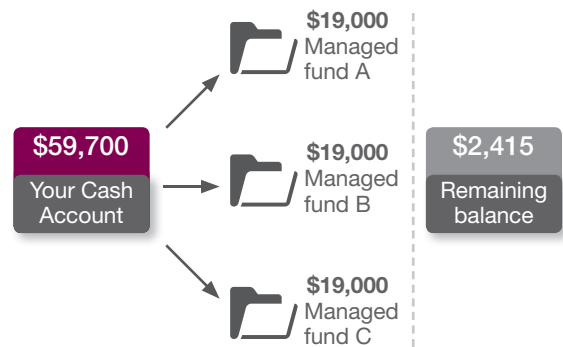 $59,700
Your Cash
Account
$19,000
Managed
fund A
$19,000
Managed
fund B
$19,000
Managed
fund C
$2,415
Remaining
balance